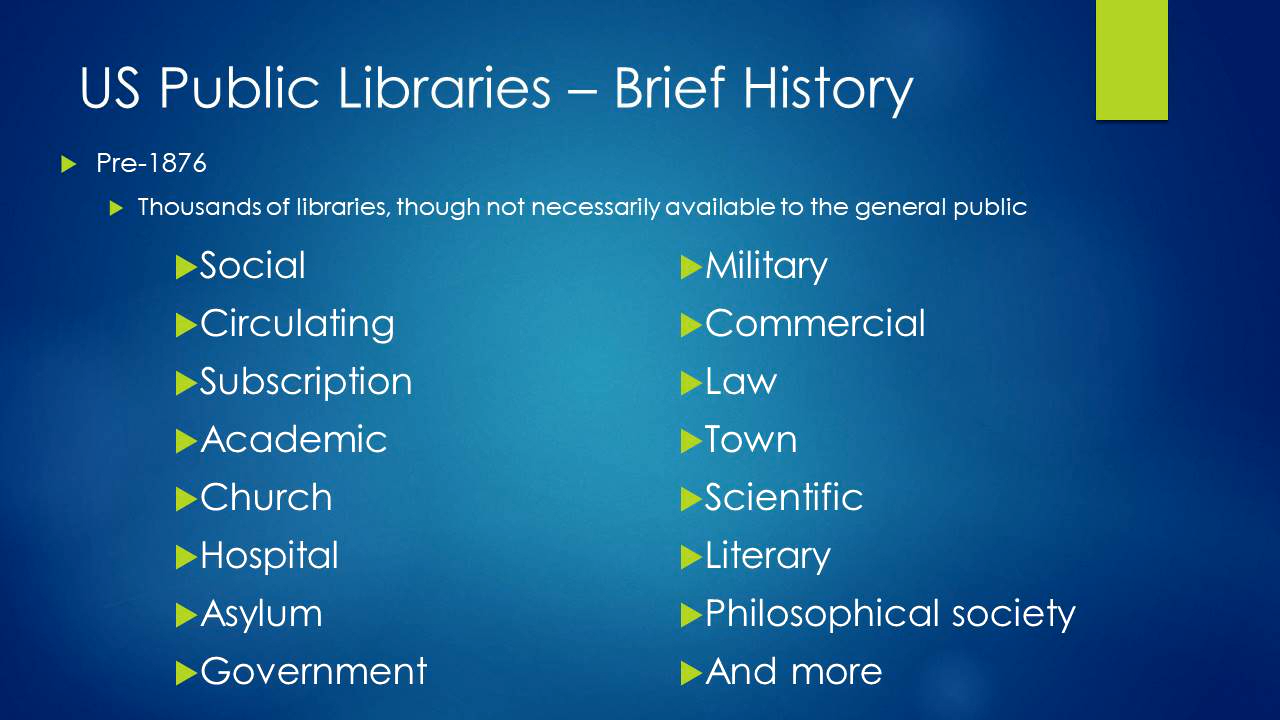 US Public Libraries – Brief History
Pre-1876
Thousands of libraries, though not necessarily available to the general public
Social
Circulating
Subscription
Academic
Church
Hospital
Asylum
Government
Military
Commercial
Law
Town
Scientific
Literary
Philosophical society
And more